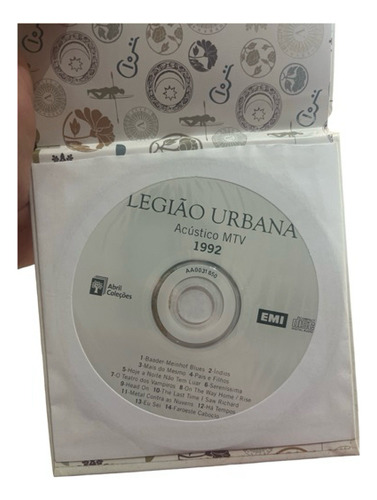 LEGIÃO URBANA
Acústico MTV
1992
AA0031850
Abril
Coleções
EMI
1-Baader-Meinhof Blues 2-Índios
3-Mais do Mesmo 4-Pais e Filhos
5-Hoje a Noite Não Tem Luar 6-Sereníssima
7-O Teatro dos Vampiros 8-On The Way Home / Rise
9-Head On 10-The Last Time I Saw Richard
11-Metal Contra as Nuvens 12-Há Tempos
13-Eu Sei 14-Faroeste Caboclo